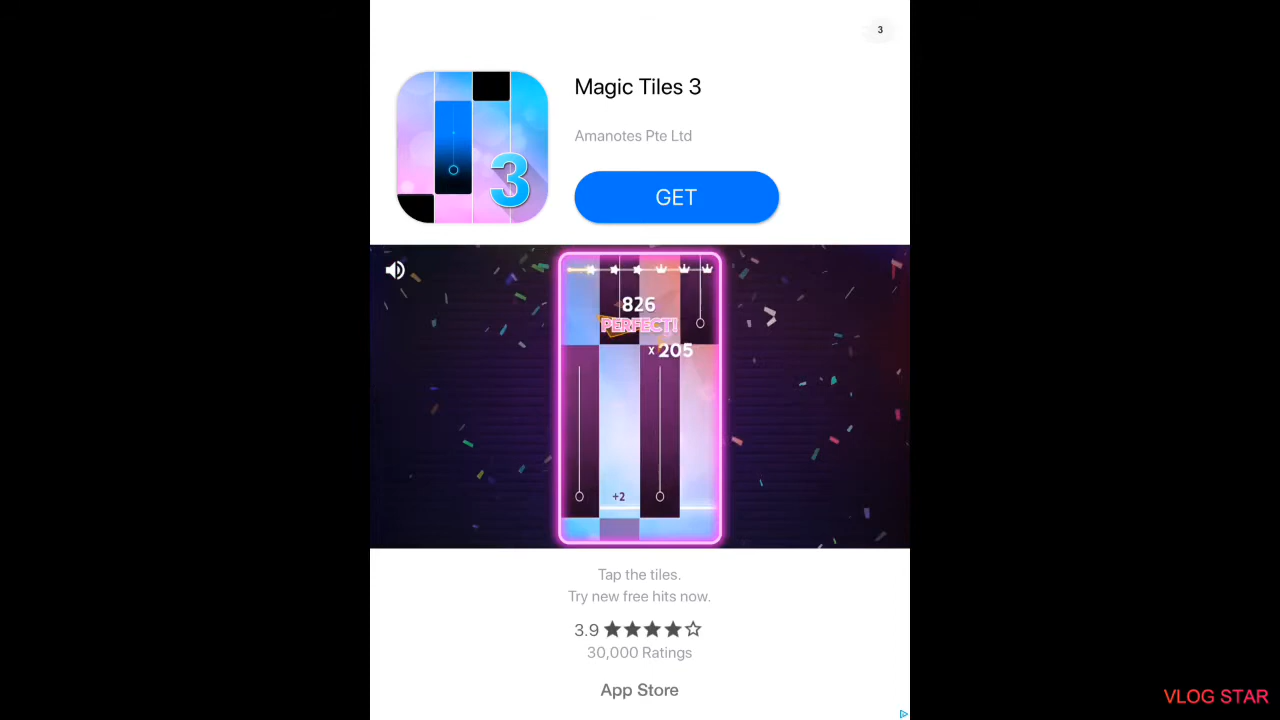 3
Magic Tiles 3
Amanotes Pte Ltd
3
GET
826
PERFECT!
x 205
+2
Tap the tiles.
Try new free hits now.
3.9
30,000 Ratings
App Store
VLOG STAR